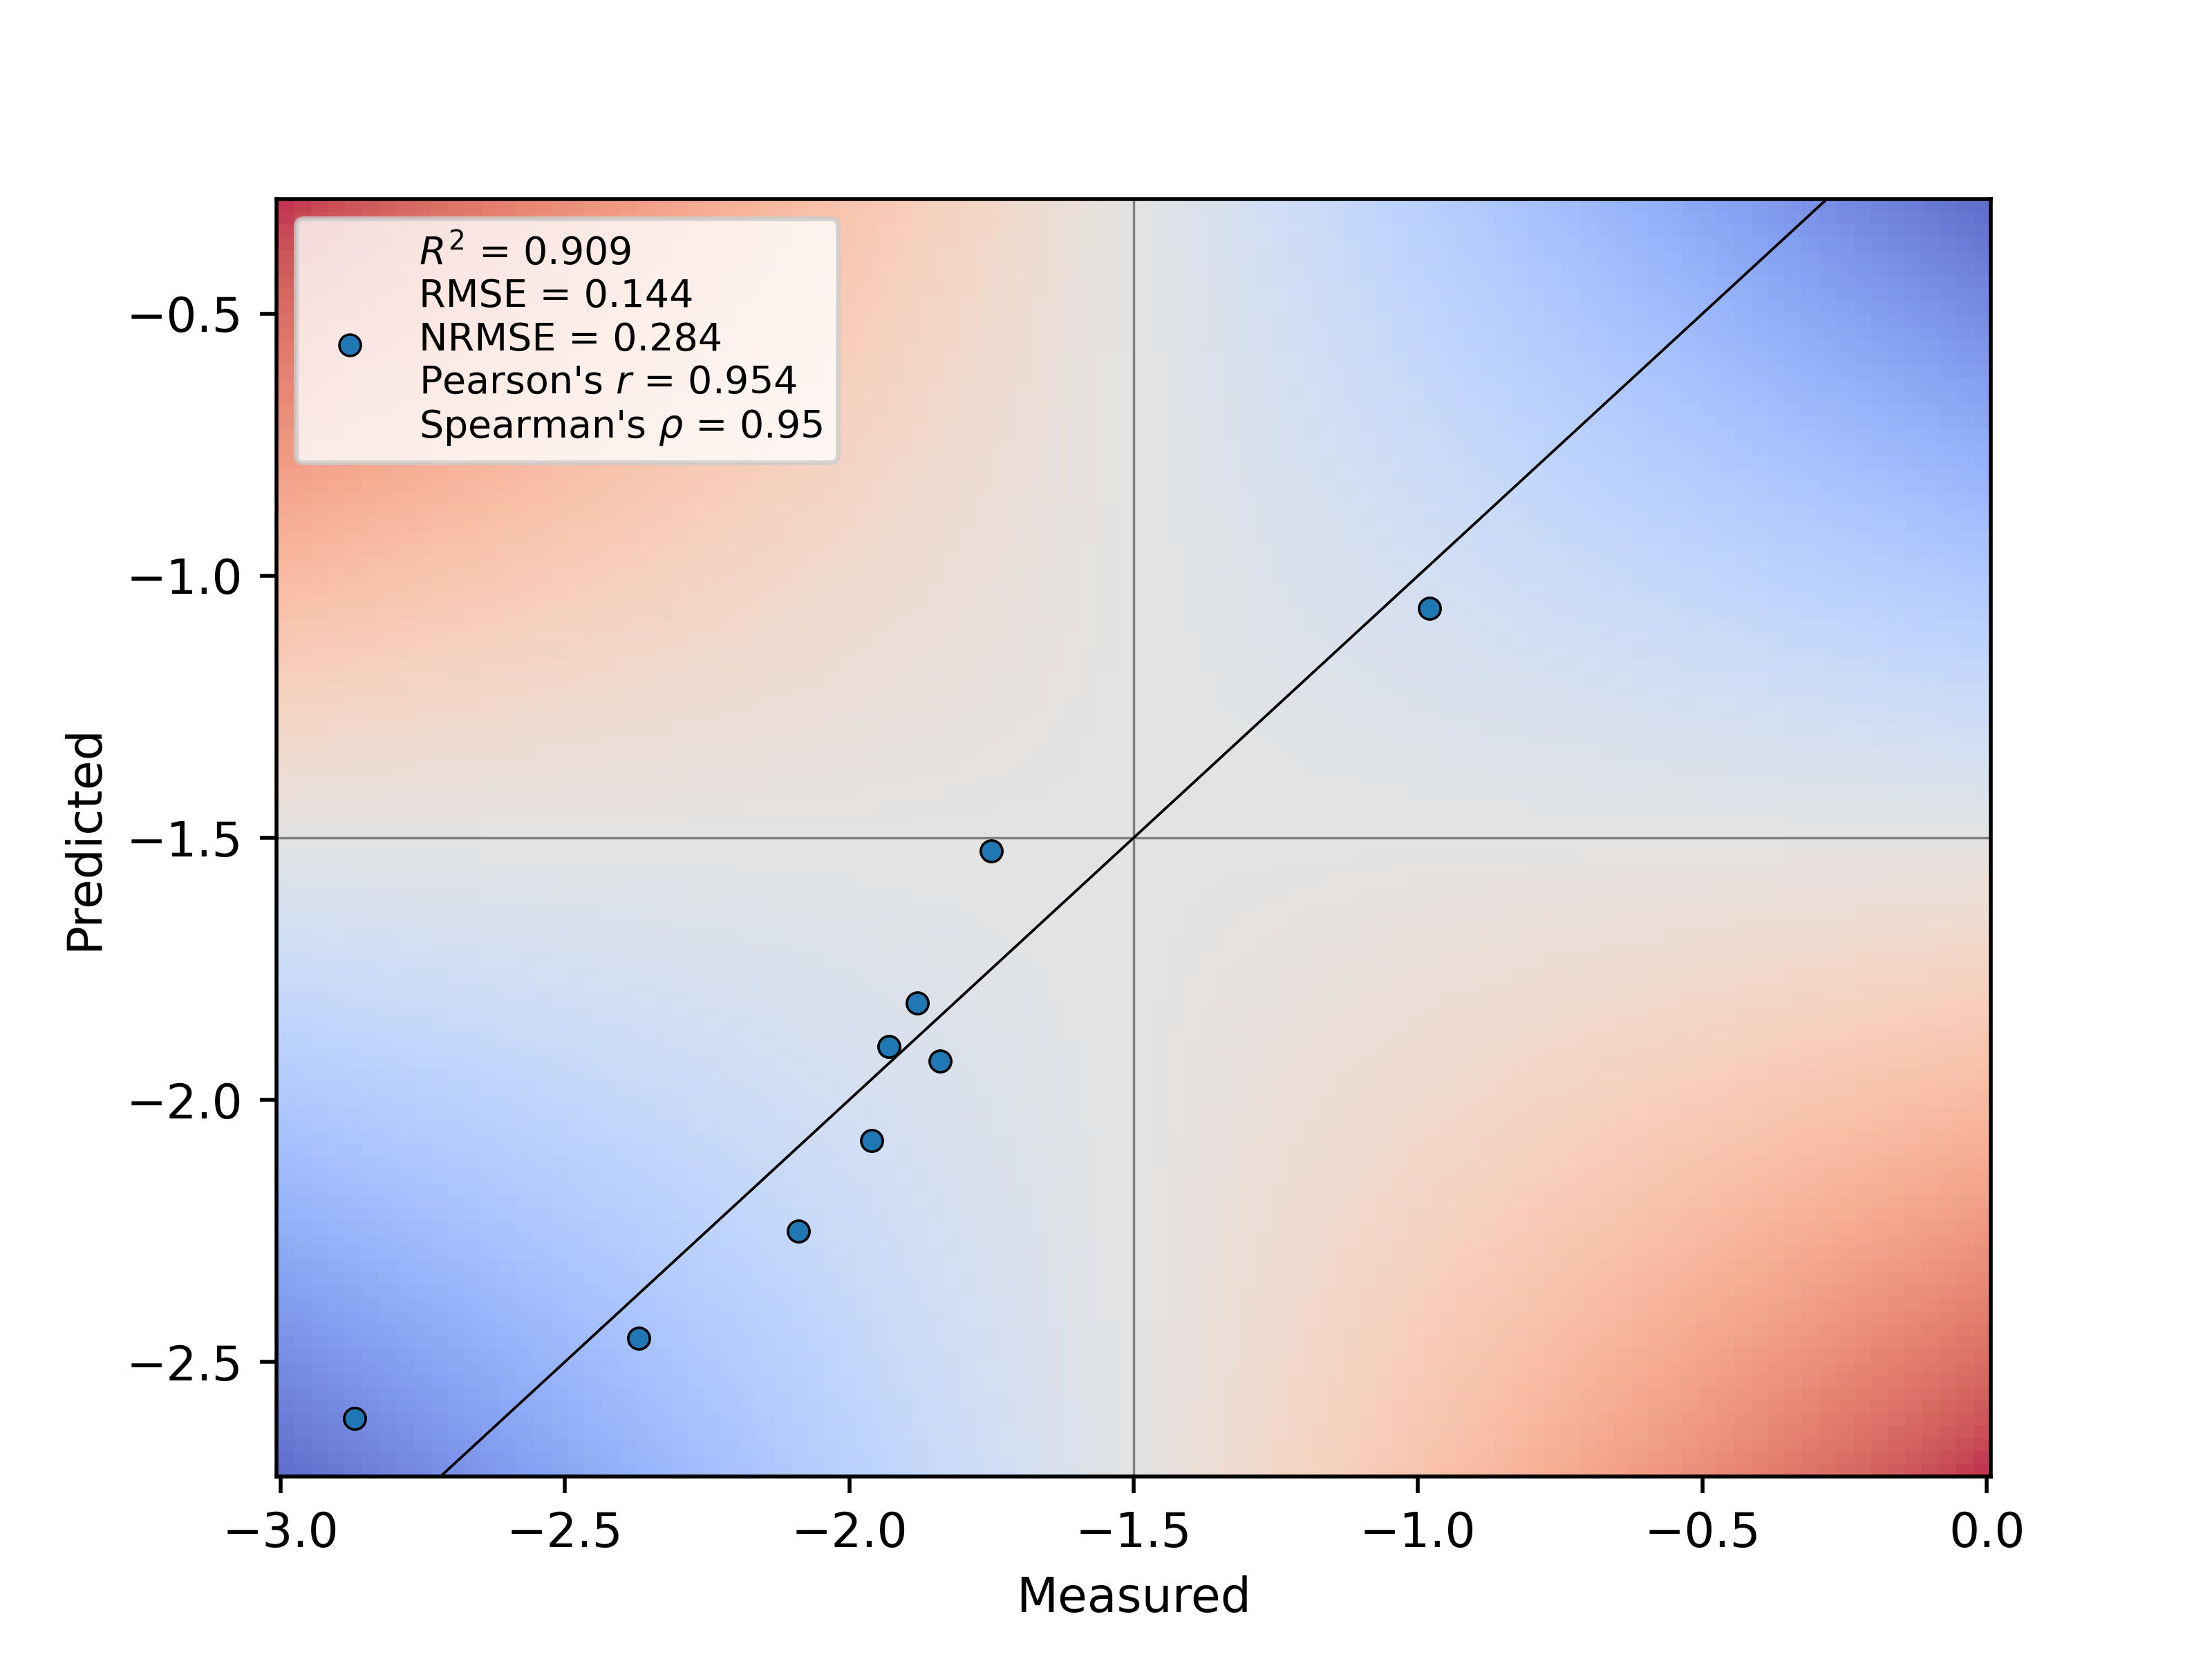 R² = 0.909
RMSE = 0.144
NRMSE = 0.284
Pearson's r = 0.954
Spearman's ρ = 0.95
−0.5
−1.0
−1.5
−2.0
−2.5
Predicted
−3.0 −2.5 −2.0 −1.5 −1.0 −0.5 0.0
Measured